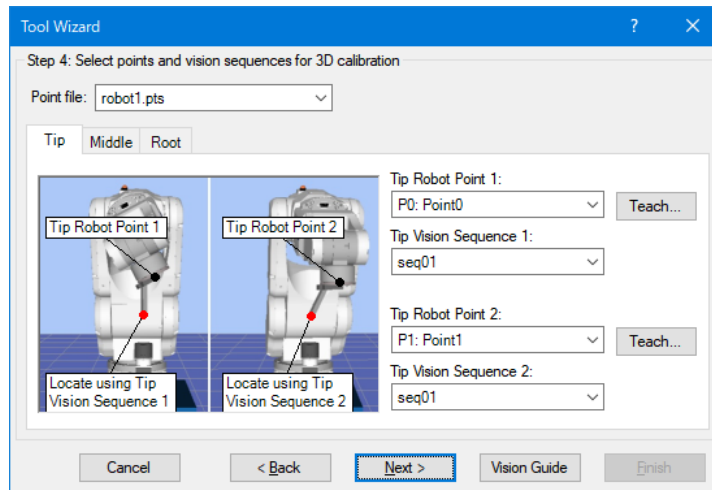 Tool Wizard
Step 4: Select points and vision sequences for 3D calibration
Point file:
robot1.pts
Tip
Middle
Root
Tip Robot Point 1
Locate using Tip
Vision Sequence 1
Tip Robot Point 2
Locate using Tip
Vision Sequence 2
Tip Robot Point 1:
P0: Point0
Teach...
Tip Vision Sequence 1:
seq01
Tip Robot Point 2:
P1: Point1
Teach...
Tip Vision Sequence 2:
seq01
Cancel
< Back
Next >
Vision Guide
Finish